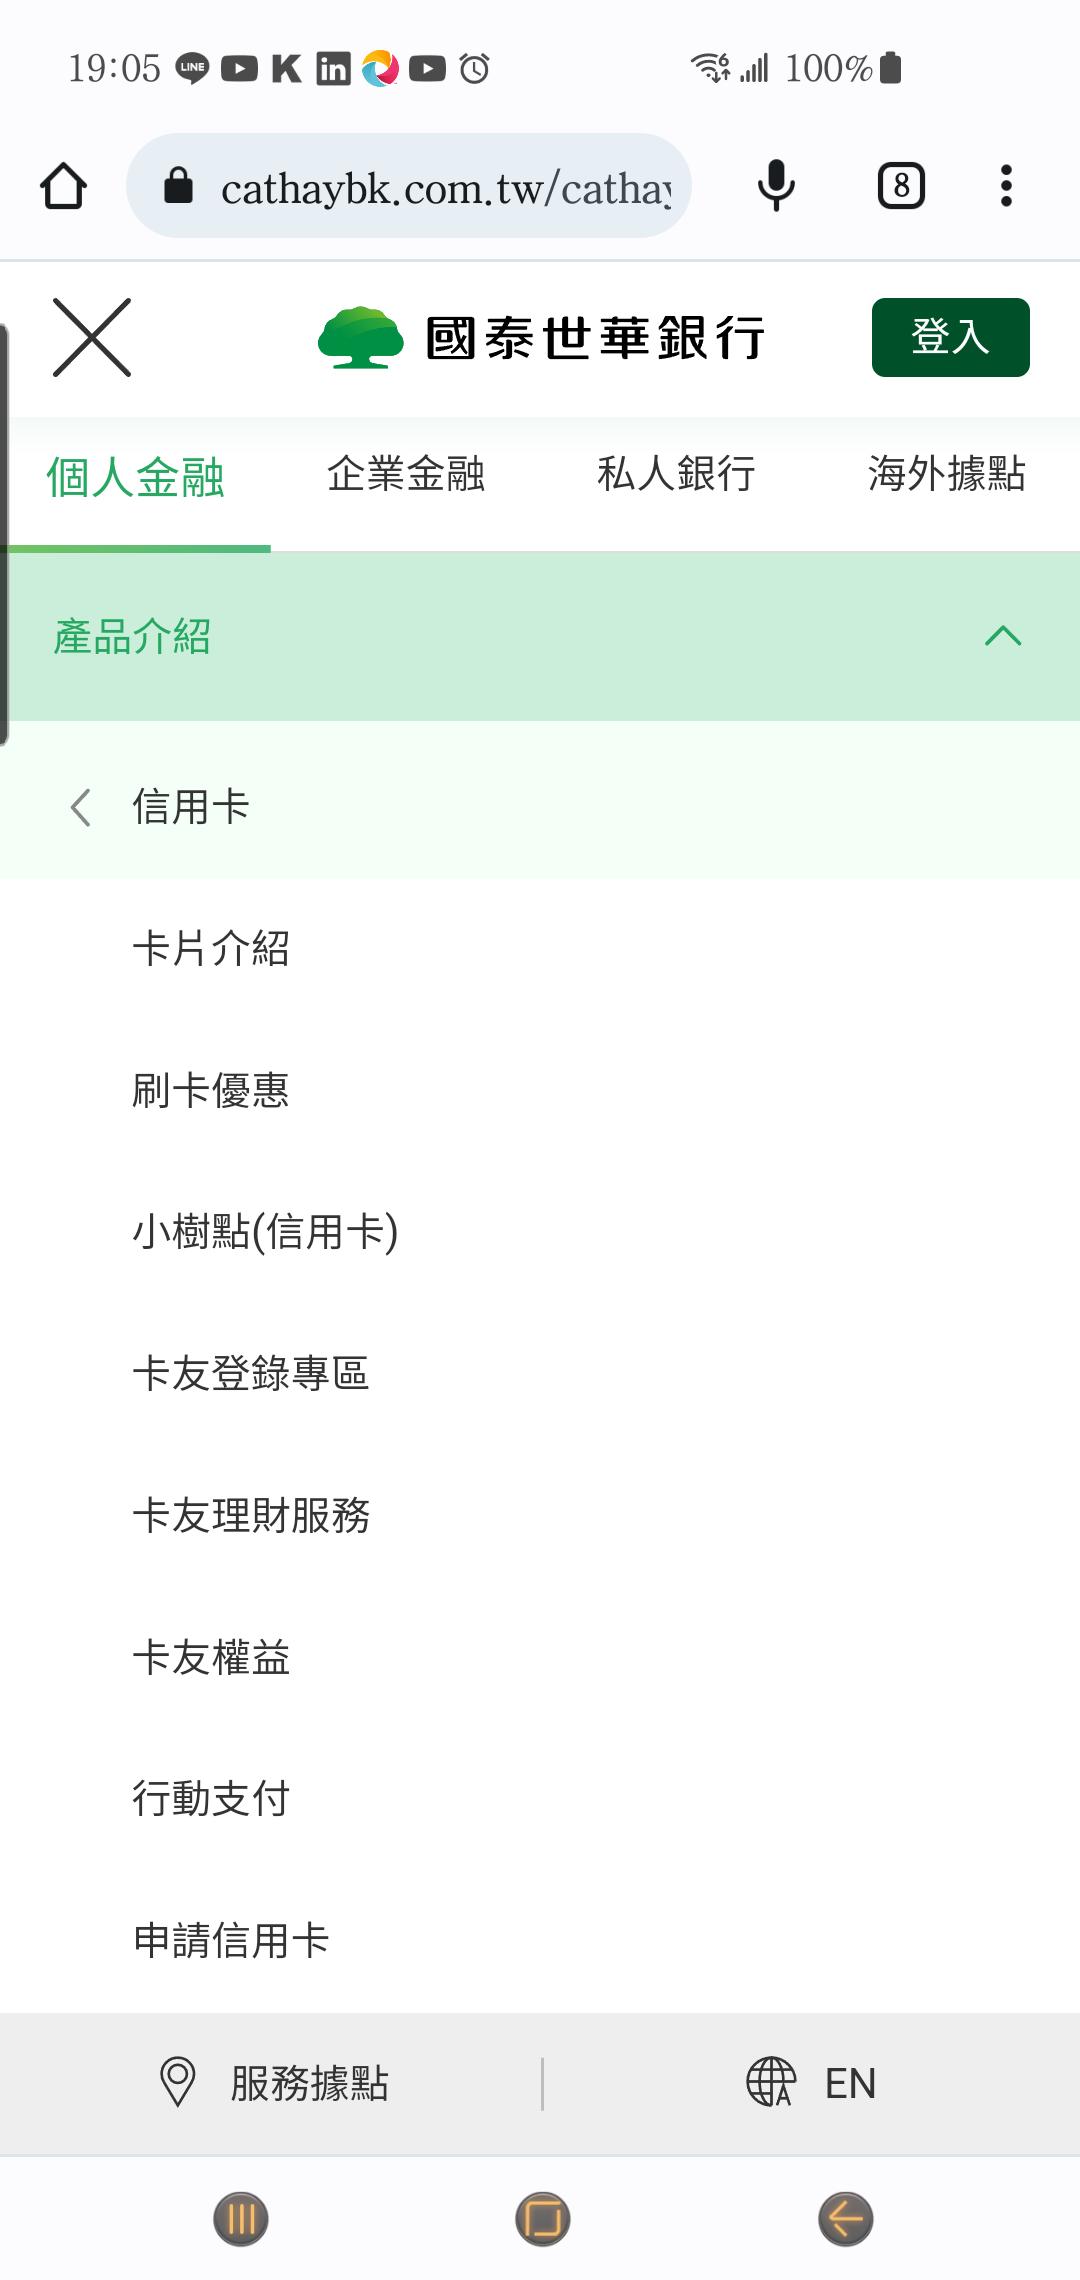 19:05 LINE K in 6 100%
cathaybk.com.tw/cathay 8
國泰世華銀行 登入
個人金融 企業金融 私人銀行 海外據點
產品介紹
信用卡
卡片介紹
刷卡優惠
小樹點(信用卡)
卡友登錄專區
卡友理財服務
卡友權益
行動支付
申請信用卡
服務據點 EN